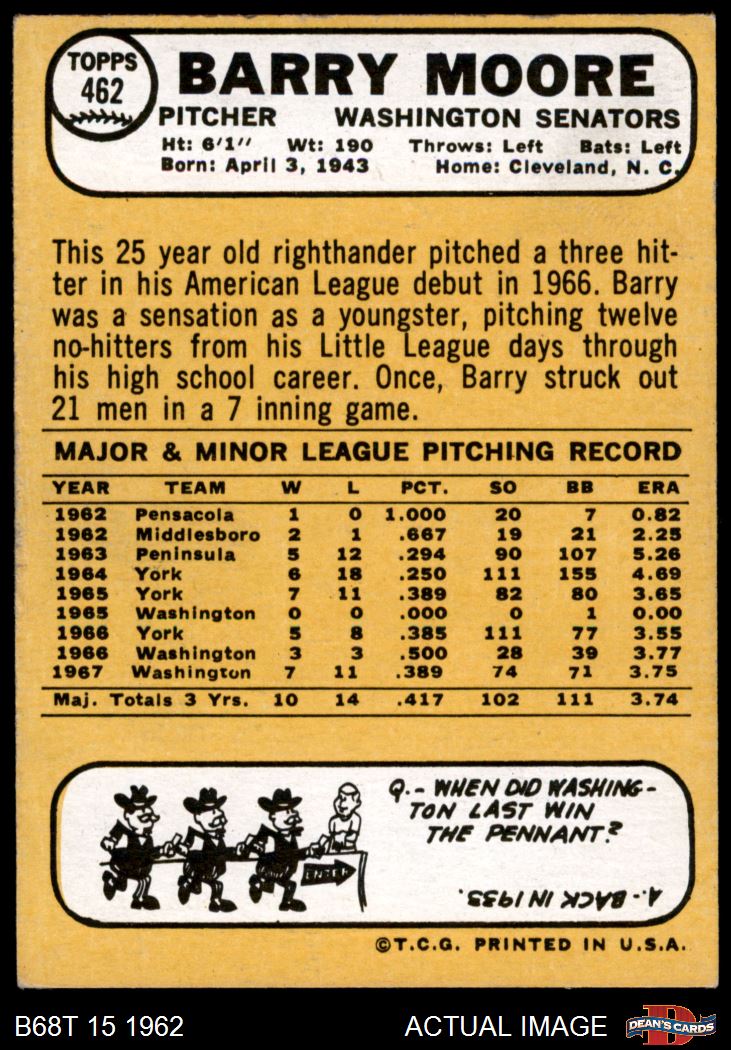 TOPPS
462
BARRY MOORE
PITCHER WASHINGTON SENATORS
Ht: 6'1" Wt: 190 Throws: Left Bats: Left
Born: April 3, 1943 Home: Cleveland, N. C.
This 25 year old righthander pitched a three hit-
ter in his American League debut in 1966. Barry
was a sensation as a youngster, pitching twelve
no-hitters from his Little League days through
his high school career. Once, Barry struck out
21 men in a 7 inning game.
MAJOR & MINOR LEAGUE PITCHING RECORD
YEAR TEAM W L PCT. SO BB ERA
1962 Pensacola 1 0 1.000 20 7 0.82
1962 Middlesboro 2 1 .667 19 21 2.25
1963 Peninsula 5 12 .294 90 107 5.26
1964 York 6 18 .250 111 155 4.69
1965 York 7 11 .389 82 80 3.65
1965 Washington 0 0 .000 0 1 0.00
1966 York 5 8 .385 111 77 3.55
1966 Washington 3 3 .500 28 39 3.77
1967 Washington 7 11 .389 74 71 3.75
Maj. Totals 3 Yrs. 10 14 .417 102 111 3.74
Q.- WHEN DID WASHING-
TON LAST WIN
THE PENNANT?
A.- BACK IN 1933.
©T.C.G. PRINTED IN U.S.A.
B68T 15 1962 ACTUAL IMAGE DEAN'S CARDS